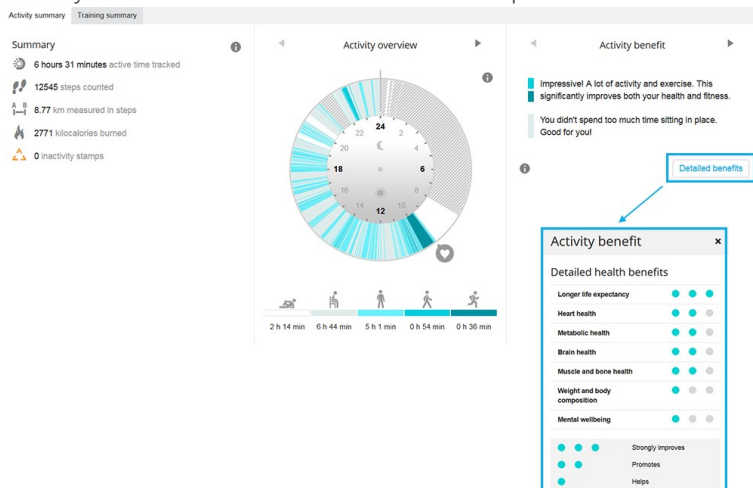 Activity summary Training summary
Summary
6 hours 31 minutes active time tracked
12545 steps counted
A B
8.77 km measured in steps
2771 kilocalories burned
0 inactivity stamps
Activity overview
24
2
4
6
8
10
12
14
16
18
20
22
2 h 14 min 6 h 44 min 5 h 1 min 0 h 54 min 0 h 36 min
Activity benefit
Impressive! A lot of activity and exercise. This
significantly improves both your health and fitness.
You didn't spend too much time sitting in place.
Good for you!
Detailed benefits
Activity benefit ×
Detailed health benefits
Longer life expectancy
Heart health
Metabolic health
Brain health
Muscle and bone health
Weight and body
composition
Mental wellbeing
Strongly improves
Promotes
Helps